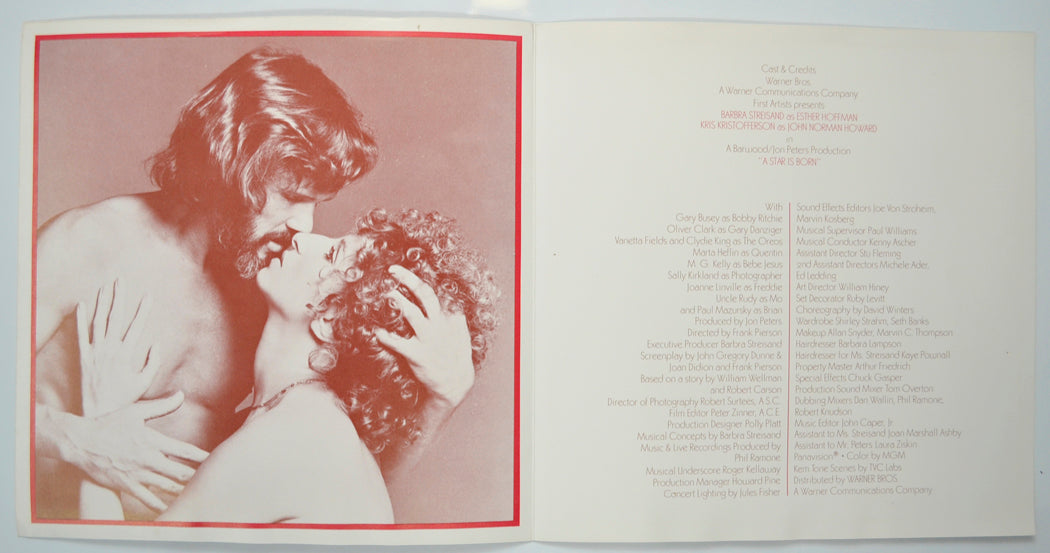 Cast & Credits
Warner Bros.
A Warner Communications Company
First Artists presents
BARBRA STREISAND as ESTHER HOFFMAN
KRIS KRISTOFFERSON as JOHN NORMAN HOWARD
in
A Barwood/Jon Peters Production
"A STAR IS BORN"
With
Gary Busey as Bobby Ritchie
Oliver Clark as Gary Danziger
Vanetta Fields and Clydie King as The Oreos
Marta Heflin as Quentin
M. G. Kelly as Bebe Jesus
Sally Kirkland as Photographer
Joanne Linville as Freddie
Uncle Rudy as Mo
and Paul Mazursky as Brian
Produced by Jon Peters
Directed by Frank Pierson
Executive Producer Barbra Streisand
Screenplay by John Gregory Dunne &
Joan Didion and Frank Pierson
Based on a story by William Wellman
and Robert Carson
Director of Photography Robert Surtees, A.S.C.
Film Editor Peter Zinner, A.C.E.
Production Designer Polly Platt
Musical Concepts by Barbra Streisand
Music & Live Recordings Produced by
Phil Ramone
Musical Underscore Roger Kellaway
Production Manager Howard Pine
Concert Lighting by Jules Fisher
Sound Effects Editors Joe Von Stroheim,
Marvin Kosberg
Musical Supervisor Paul Williams
Musical Conductor Kenny Ascher
Assistant Director Stu Fleming
2nd Assistant Directors Michele Ader,
Ed Ledding
Art Director William Hiney
Set Decorator Ruby Levitt
Choreography by David Winters
Wardrobe Shirley Strahm, Seth Banks
Makeup Allan Snyder, Marvin C. Thompson
Hairdresser Barbara Lampson
Hairdresser for Ms. Streisand Kaye Pownall
Property Master Arthur Friedrich
Special Effects Chuck Gasper
Production Sound Mixer Tom Overton
Dubbing Mixers Dan Wallin, Phil Ramone,
Robert Knudson
Music Editor John Caper, Jr.
Assistant to Ms. Streisand Joan Marshall Ashby
Assistant to Mr. Peters Laura Ziskin
Panavision® • Color by MGM
Kem Tone Scenes by TVC Labs
Distributed by WARNER BROS
A Warner Communications Company